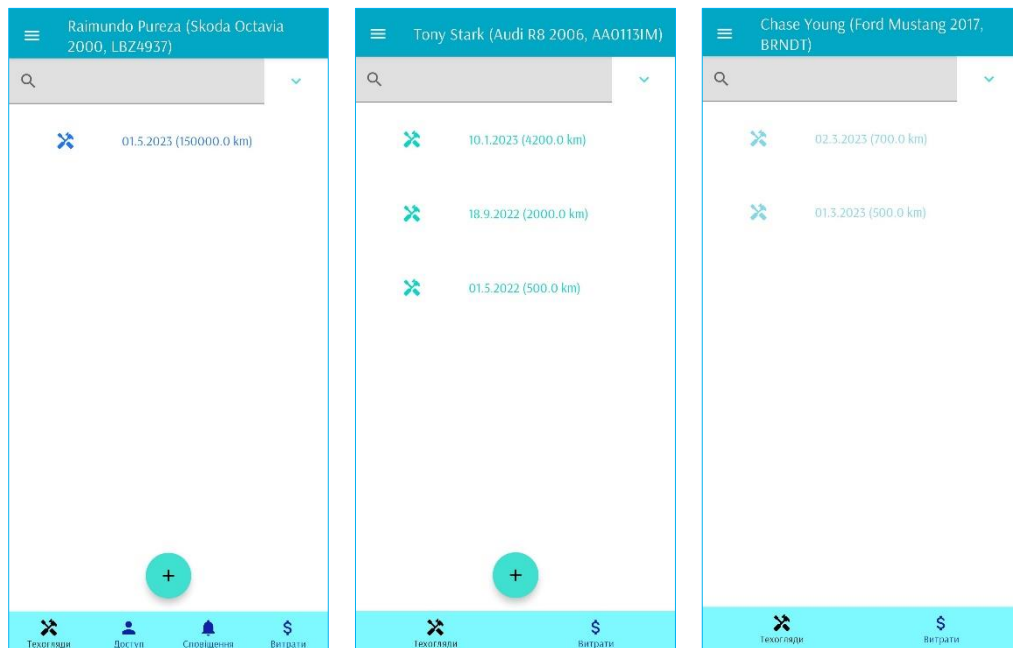 Raimundo Pureza (Skoda Octavia
2000, LBZ4937)
01.5.2023 (150000.0 km)
Техогляди
Доступ
Сповіщення
Витрати
Tony Stark (Audi R8 2006, AA0113IM)
10.1.2023 (4200.0 km)
18.9.2022 (2000.0 km)
01.5.2022 (500.0 km)
Техогляди
Витрати
Chase Young (Ford Mustang 2017,
BRNDT)
02.3.2023 (700.0 km)
01.3.2023 (500.0 km)
Техогляди
Витрати